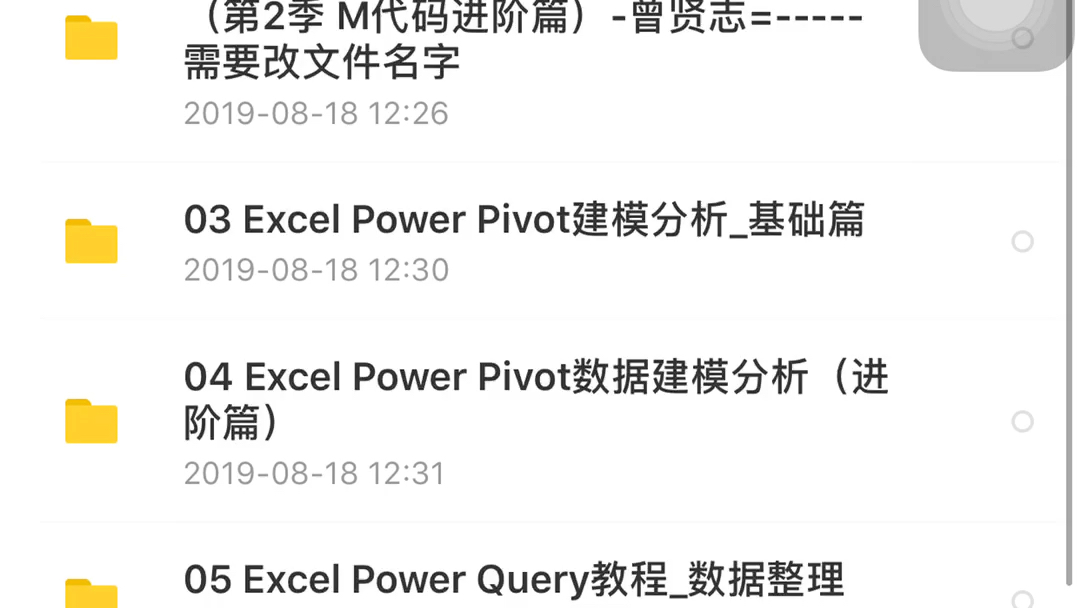 （第2季 M代码进阶篇）-曾贤志=-----
需要改文件名字
2019-08-18 12:26
03 Excel Power Pivot建模分析_基础篇
2019-08-18 12:30
04 Excel Power Pivot数据建模分析（进
阶篇）
2019-08-18 12:31
05 Excel Power Query教程_数据整理